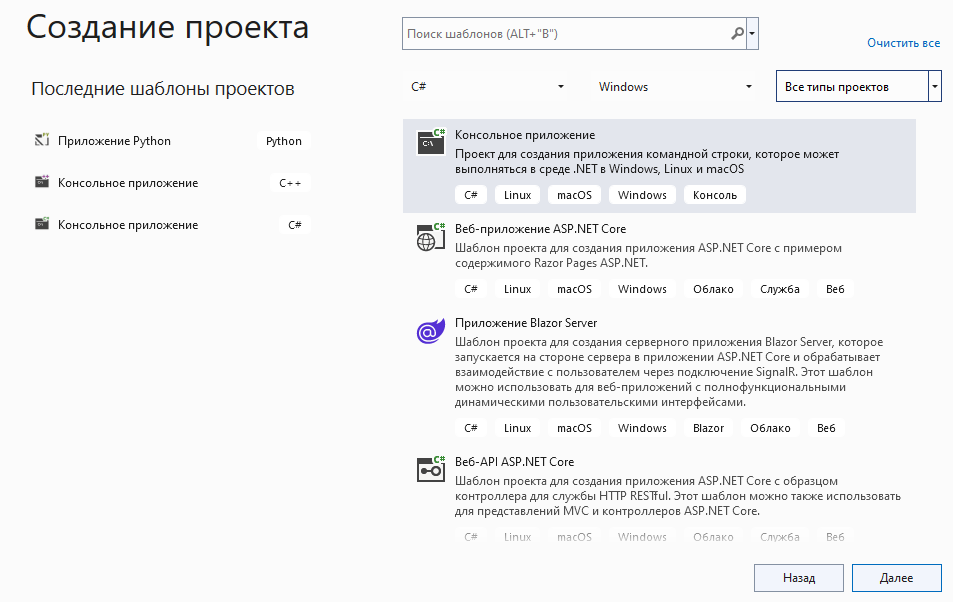 Создание проекта
Поиск шаблонов (ALT+"В")
Очистить все
Последние шаблоны проектов
Приложение Python
Python
Консольное приложение
C++
Консольное приложение
C#
C#
Windows
Все типы проектов
C#
C:\
Консольное приложение
Проект для создания приложения командной строки, которое может
выполняться в среде .NET в Windows, Linux и macOS
C# Linux macOS Windows Консоль
C#
Веб-приложение ASP.NET Core
Шаблон проекта для создания приложения ASP.NET Core с примером
содержимого Razor Pages ASP.NET.
C# Linux macOS Windows Облако Служба Веб
@
Приложение Blazor Server
Шаблон проекта для создания серверного приложения Blazor Server, которое
запускается на стороне сервера в приложении ASP.NET Core и обрабатывает
взаимодействие с пользователем через подключение SignalR. Этот шаблон
можно использовать для веб-приложений с полнофункциональными
динамическими пользовательскими интерфейсами.
C# Linux macOS Windows Blazor Облако Веб
C#
Веб-API ASP.NET Core
Шаблон проекта для создания приложения ASP.NET Core с образцом
контроллера для службы HTTP RESTful. Этот шаблон можно также использовать
для представлений MVC и контроллеров ASP.NET Core.
C# Linux macOS Windows Облако Служба Веб
Назад
Далее